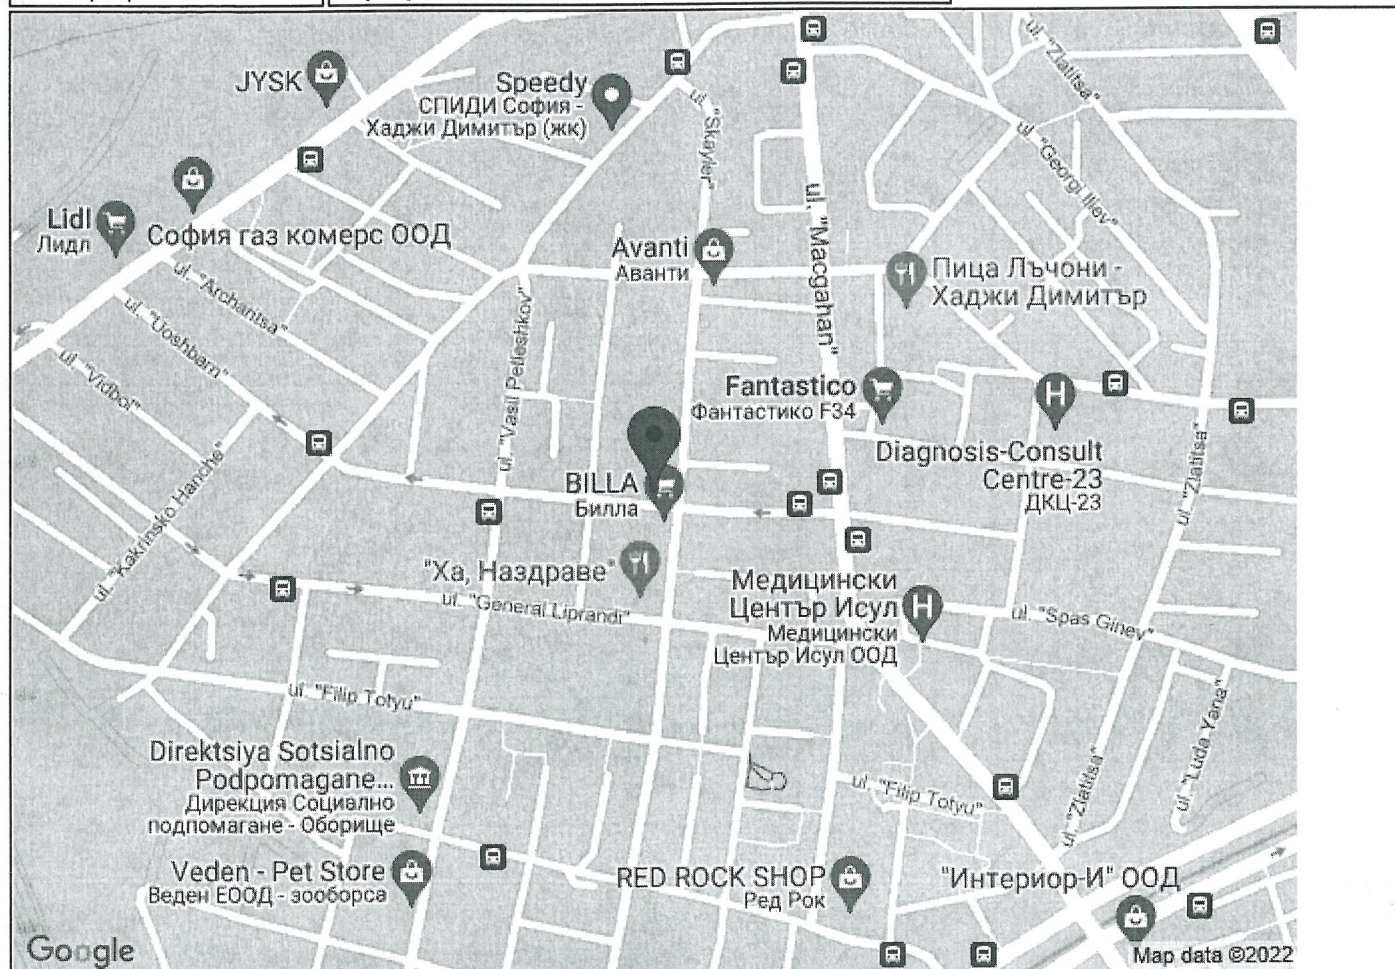 JYSK
Speedy
СПИДИ София -
Хаджи Димитър (жк)
ul. "Skayler"
ul. "Zlatitsa"
ul. "Georgi Iliev"
Lidl
Лидл
София газ комерс ООД
Avanti
Аванти
ul. "Macgahan"
Пица Лъчони -
Хаджи Димитър
ul. "Archantsa"
ul. "Uoshbarn"
ul. "Vidbol"
ul. "Vasil Petleshkov"
Fantastico
Фантастико F34
Diagnosis-Consult
Centre-23
ДКЦ-23
ul. "Zlatitsa"
BILLA
Билла
ul. "Kakrinsko Hanche"
"Ха, Наздраве"
ul. "General Liprandi"
Медицински
Център Исул
Медицински
Център Исул ООД
ul. "Spas Ginev"
ul. "Filip Totyu"
ul. "Luda Yana"
Direktsiya Sotsialno
Podpomagane...
Дирекция Социално
подпомагане - Оборище
ul. "Filip Totyu"
ul. "Zlatitsa"
Veden - Pet Store
Веден ЕООД - зооборса
RED ROCK SHOP
Ред Рок
"Интериор-И" ООД
Google
Map data ©2022